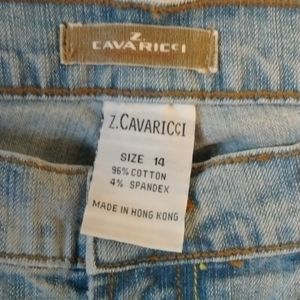 Z.
CAVARICCI
Z.CAVARICCI
SIZE 14
96% COTTON
4% SPANDEX
MADE IN HONG KONG